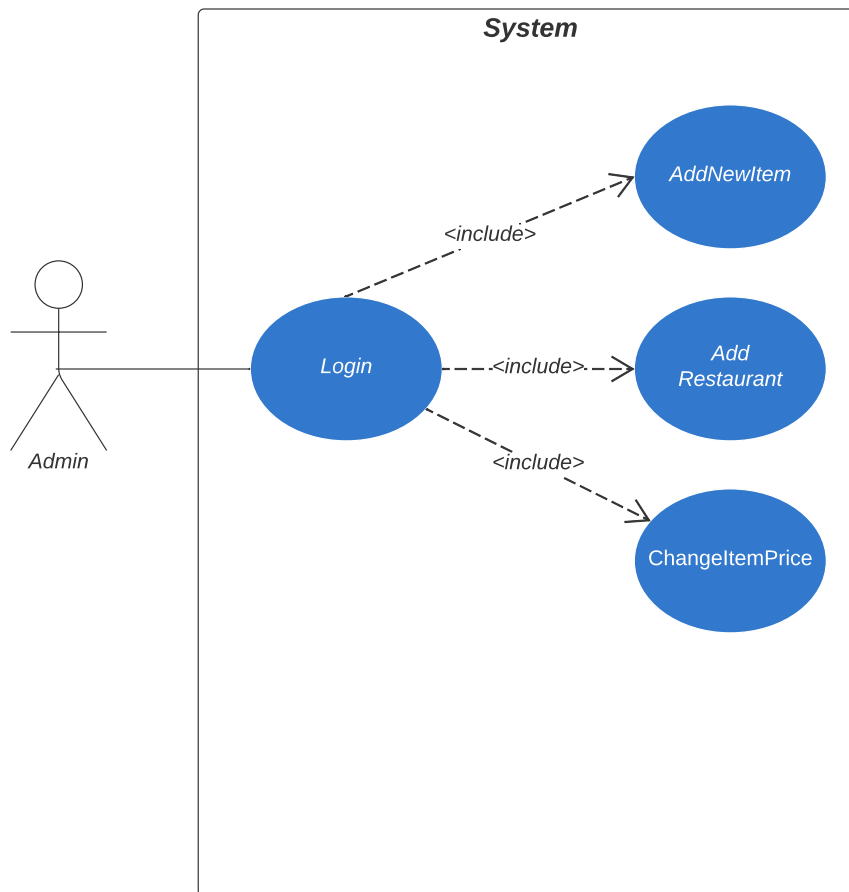 System
AddNewItem
<include>
Login
<include>
Add
Restaurant
Admin
<include>
ChangeItemPrice